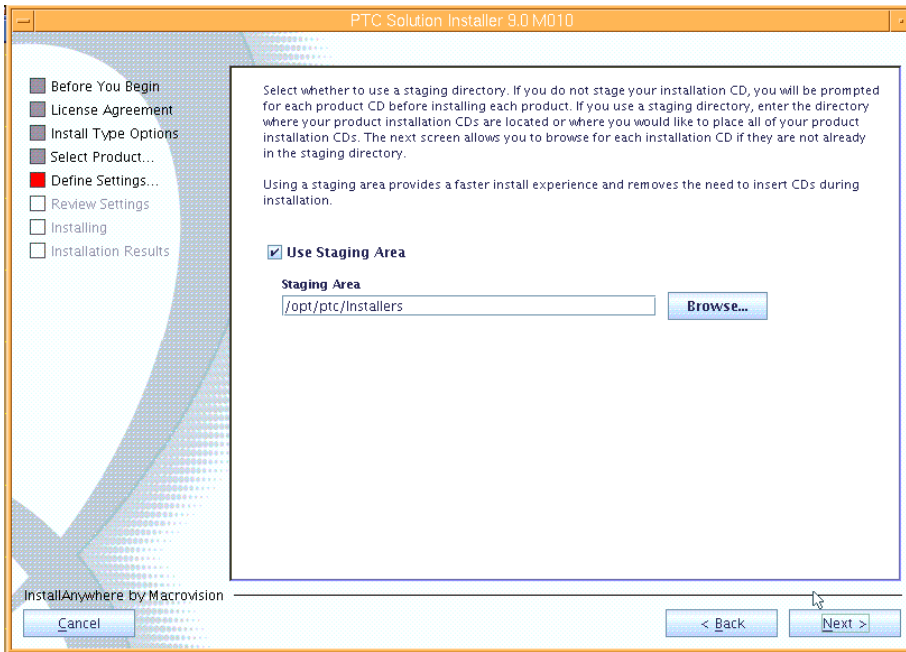 PTC Solution Installer 9.0 M010
Before You Begin
License Agreement
Install Type Options
Select Product...
Define Settings...
Review Settings
Installing
Installation Results
Select whether to use a staging directory. If you do not stage your installation CD, you will be prompted
for each product CD before installing each product. If you use a staging directory, enter the directory
where your product installation CDs are located or where you would like to place all of your product
installation CDs. The next screen allows you to browse for each installation CD if they are not already
in the staging directory.
Using a staging area provides a faster install experience and removes the need to insert CDs during
installation.
Use Staging Area
Staging Area
/opt/ptc/Installers
Browse...
InstallAnywhere by Macrovision
Cancel
< Back
Next >